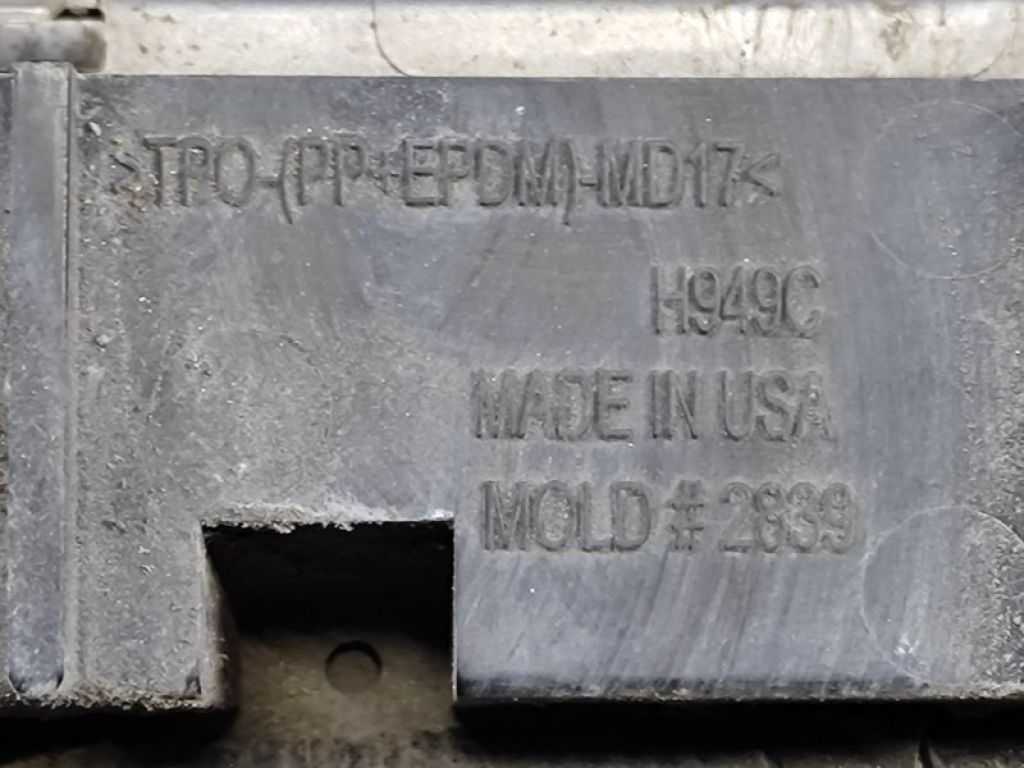 >TPO-(PP+EPDM)-MD17<
H949C
MADE IN USA
MOLD # 2839